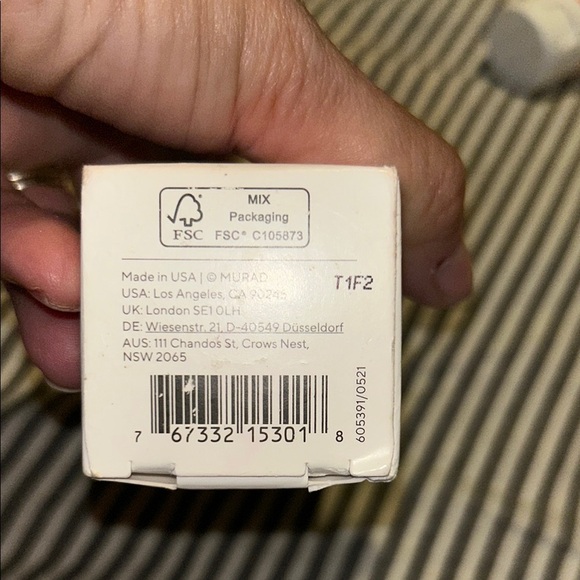 MIX
Packaging
FSC® C105873
FSC
Made in USA | © MURAD
T1F2
USA: Los Angeles, CA 90245
UK: London SE1 0LH
DE: Wiesenstr. 21, D-40549 Düsseldorf
AUS: 111 Chandos St, Crows Nest,
NSW 2065
605391/0521
7 67332 15301 8